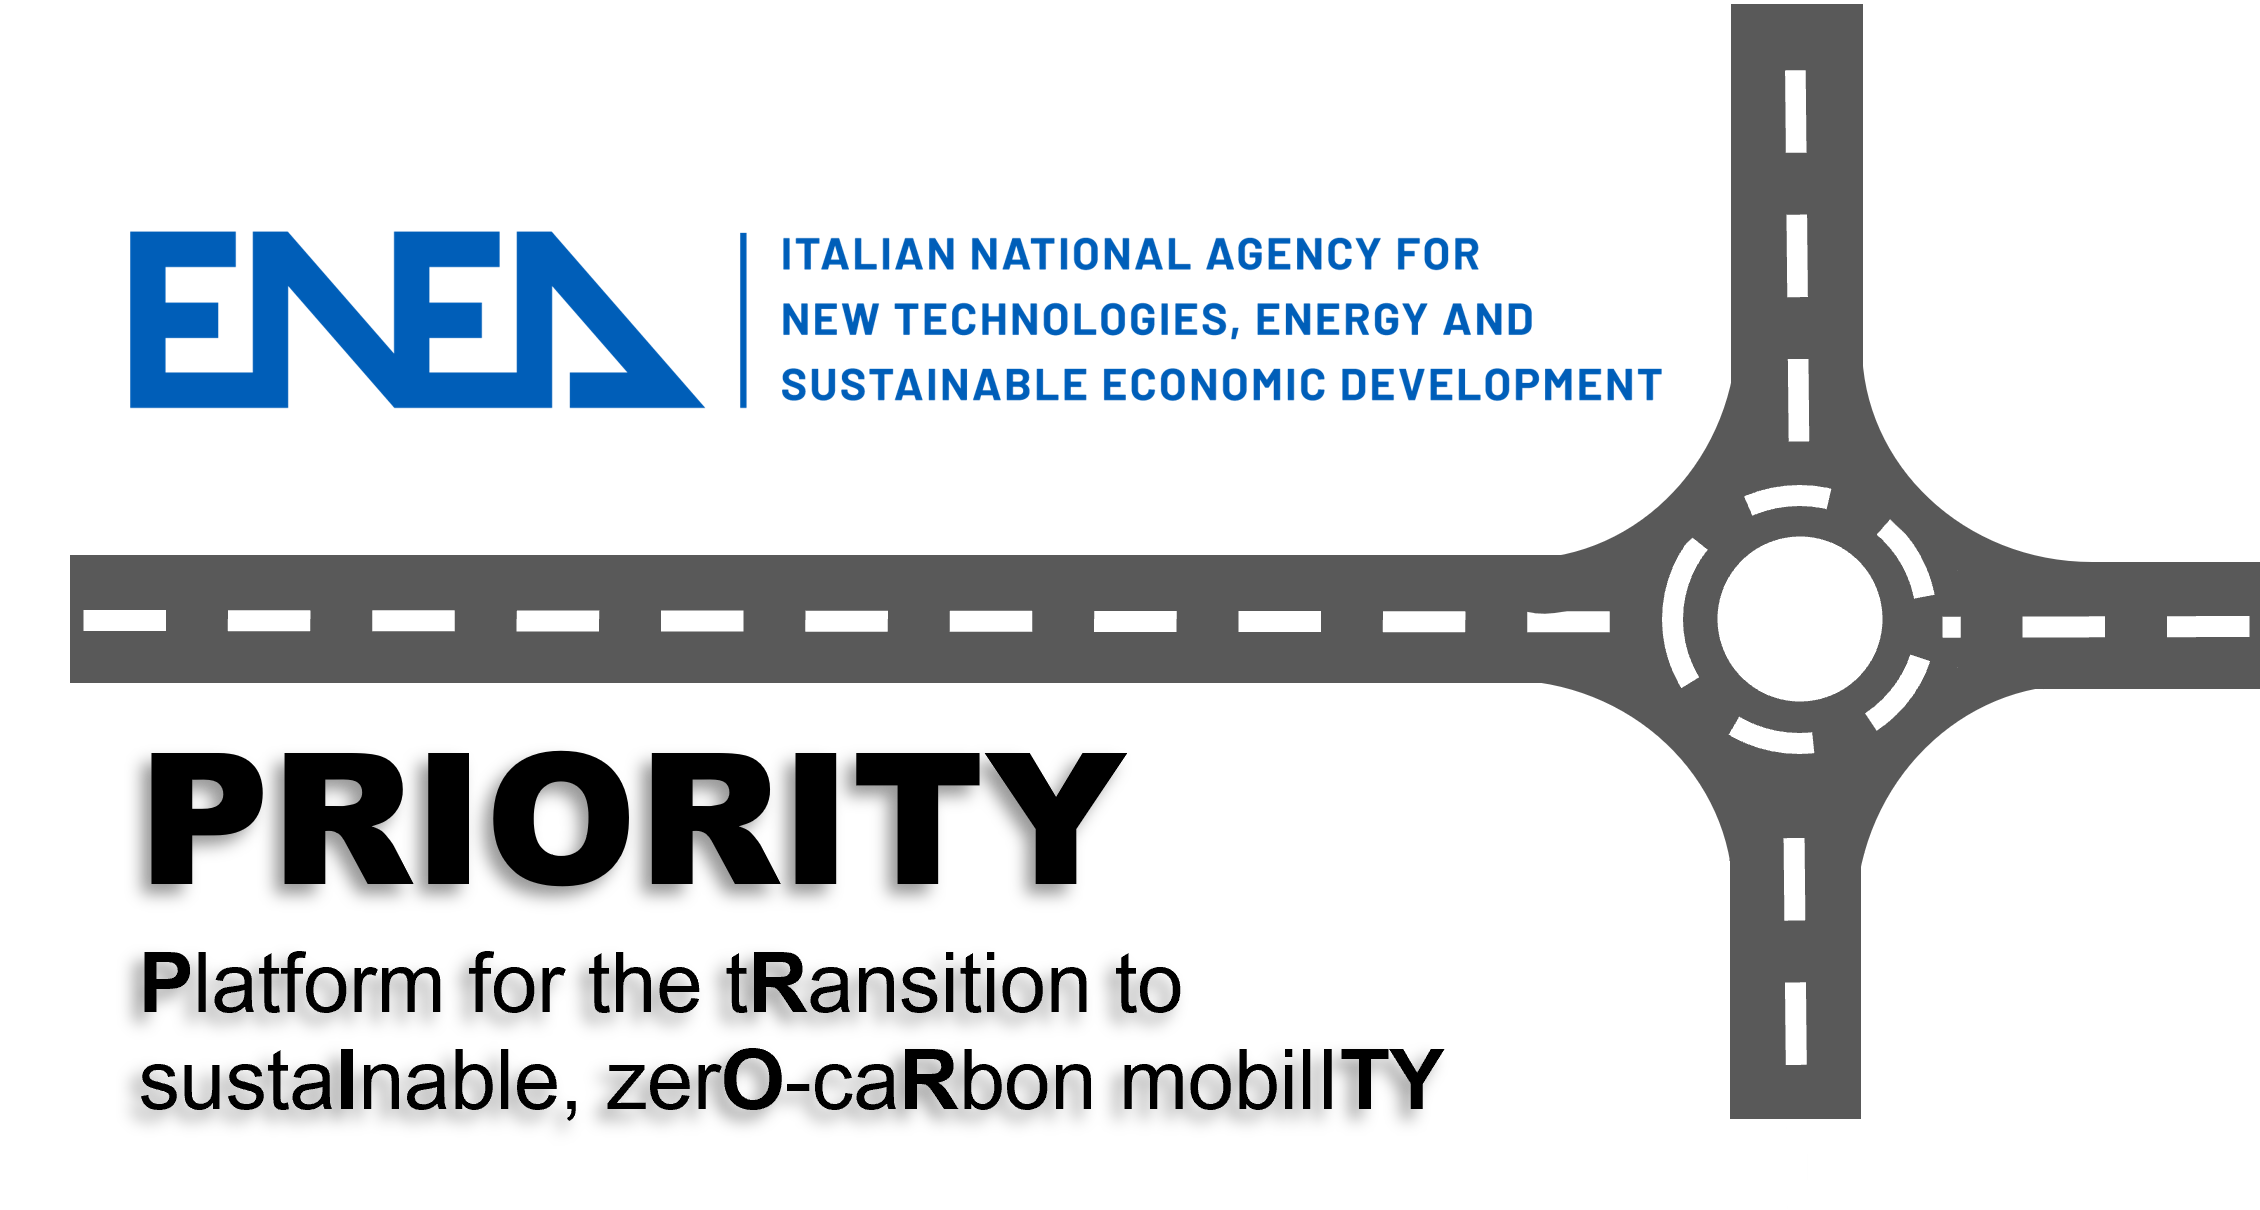 ENEA
ITALIAN NATIONAL AGENCY FOR
NEW TECHNOLOGIES, ENERGY AND
SUSTAINABLE ECONOMIC DEVELOPMENT
PRIORITY
Platform for the tRansition to
sustaInable, zerO-caRbon mobilITY